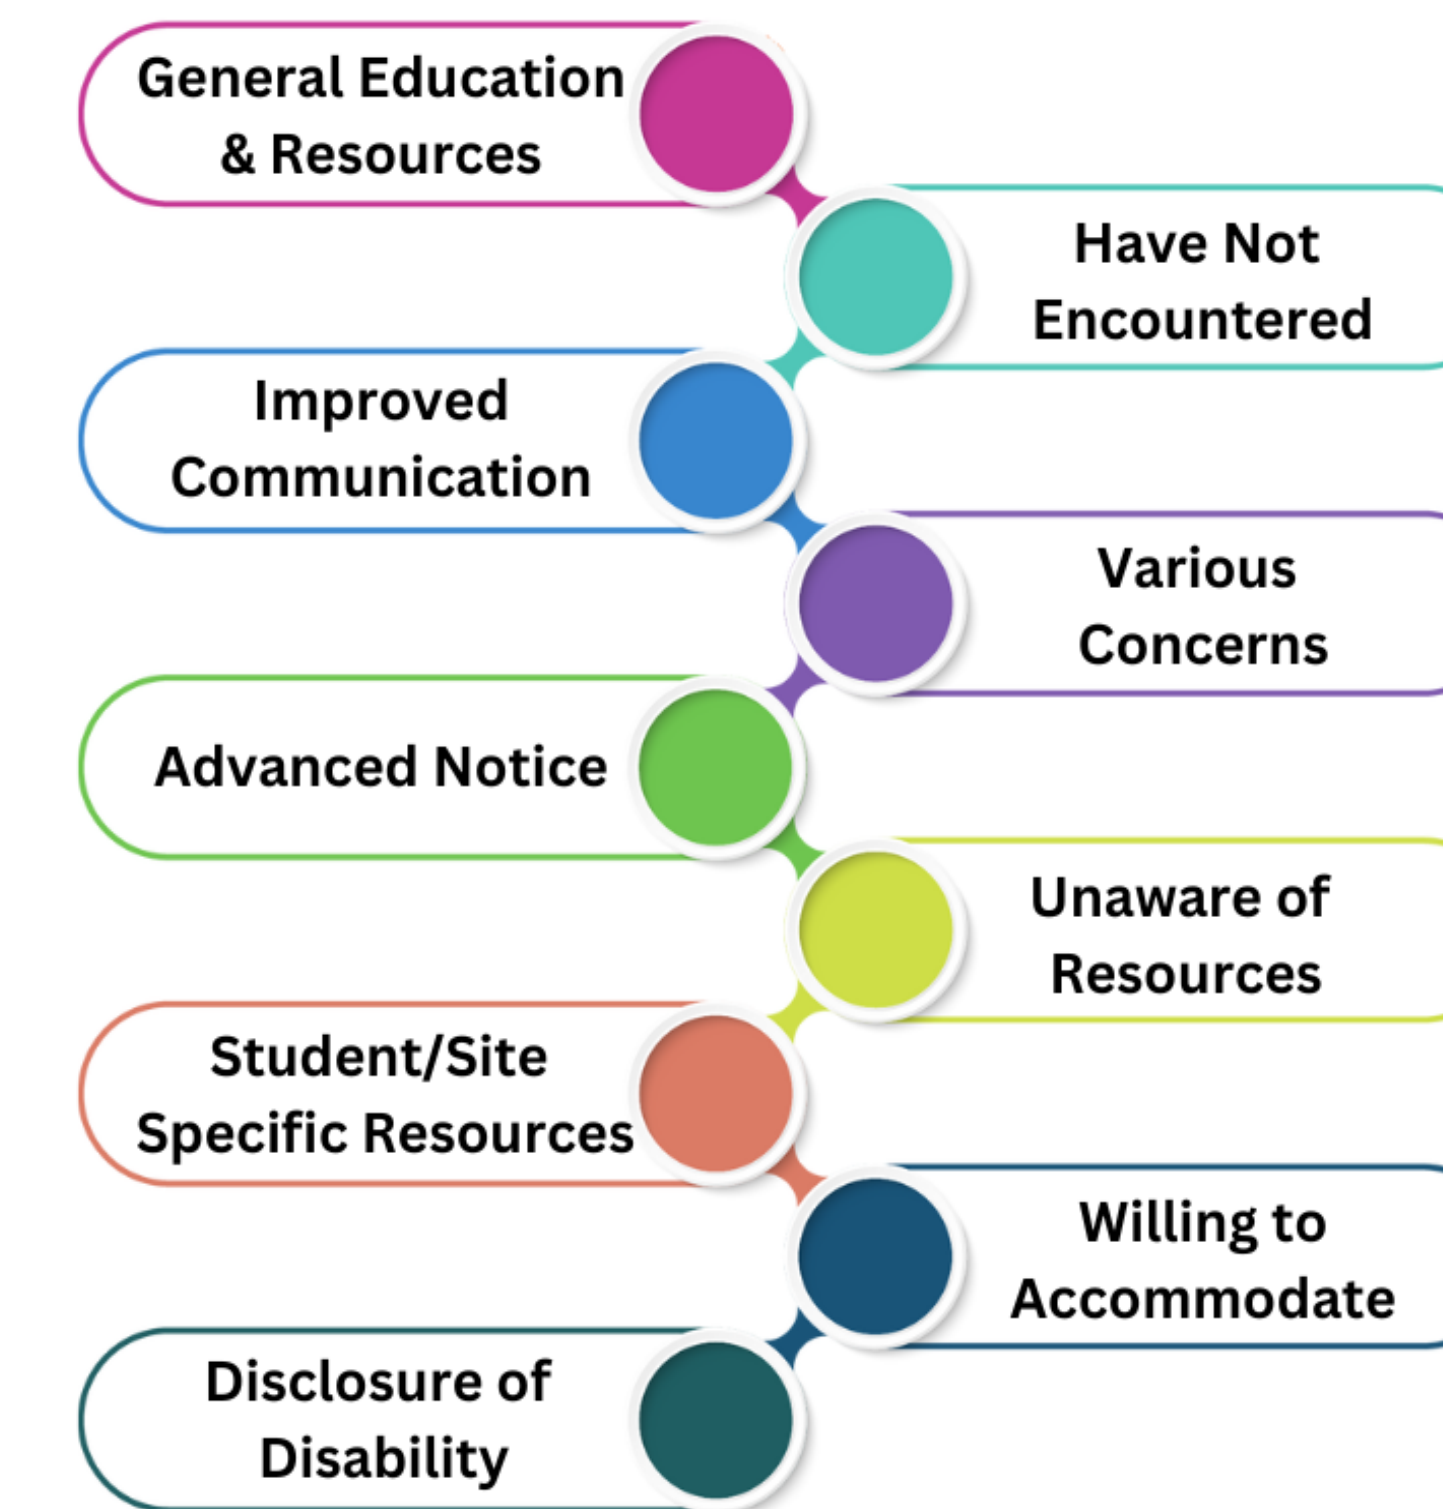 General Education
& Resources
Have Not
Encountered
Improved
Communication
Various
Concerns
Advanced Notice
Unaware of
Resources
Student/Site
Specific Resources
Willing to
Accommodate
Disclosure of
Disability